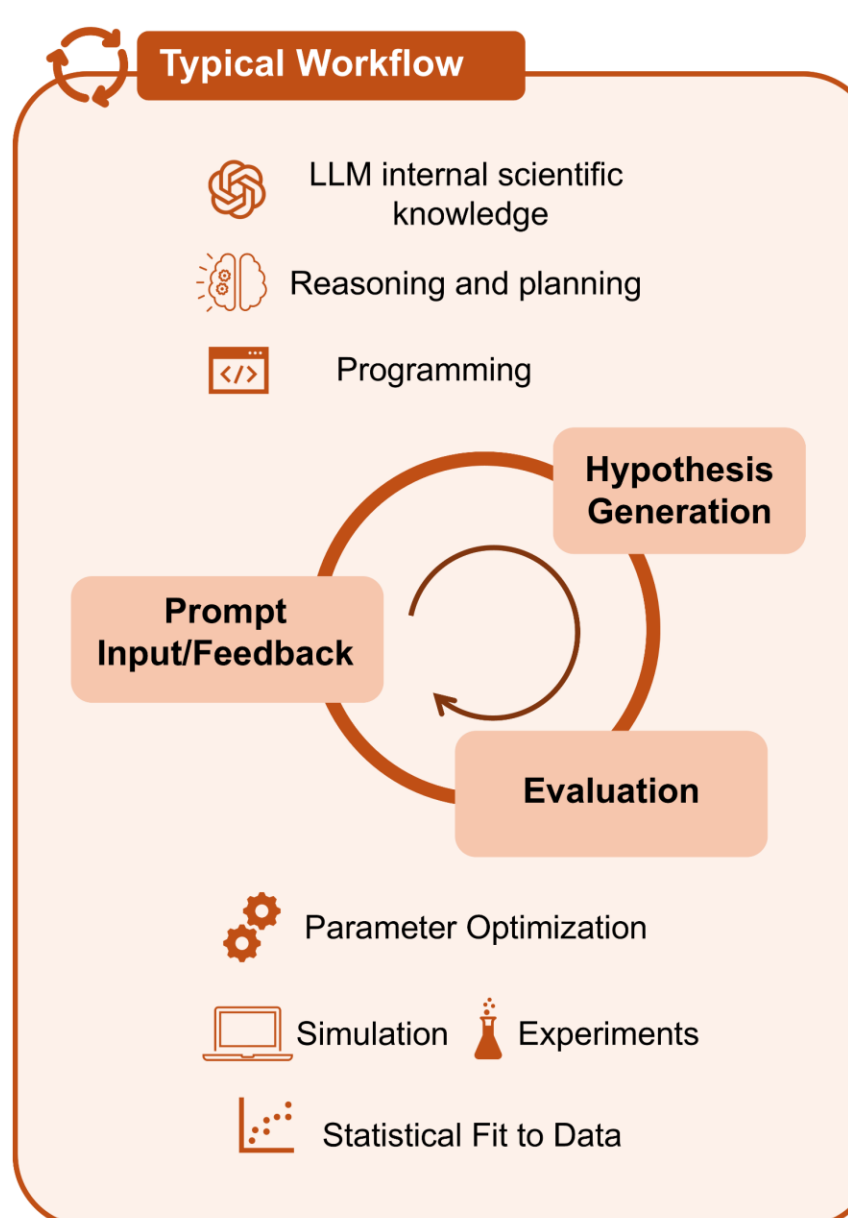 Typical Workflow
LLM internal scientific
knowledge
Reasoning and planning
</>
Programming
Hypothesis
Generation
Prompt
Input/Feedback
Evaluation
Parameter Optimization
Simulation
Experiments
Statistical Fit to Data